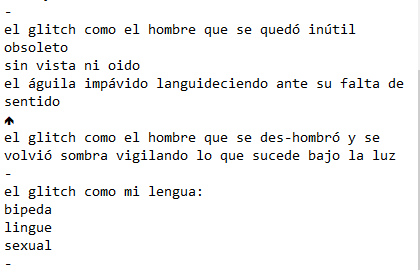 -
el glitch como el hombre que se quedó inútil
obsoleto
sin vista ni oido
el águila impávido languideciendo ante su falta de
sentido
🡹
el glitch como el hombre que se des-hombró y se
volvió sombra vigilando lo que sucede bajo la luz
-
el glitch como mi lengua:
bipeda
lingue
sexual
-